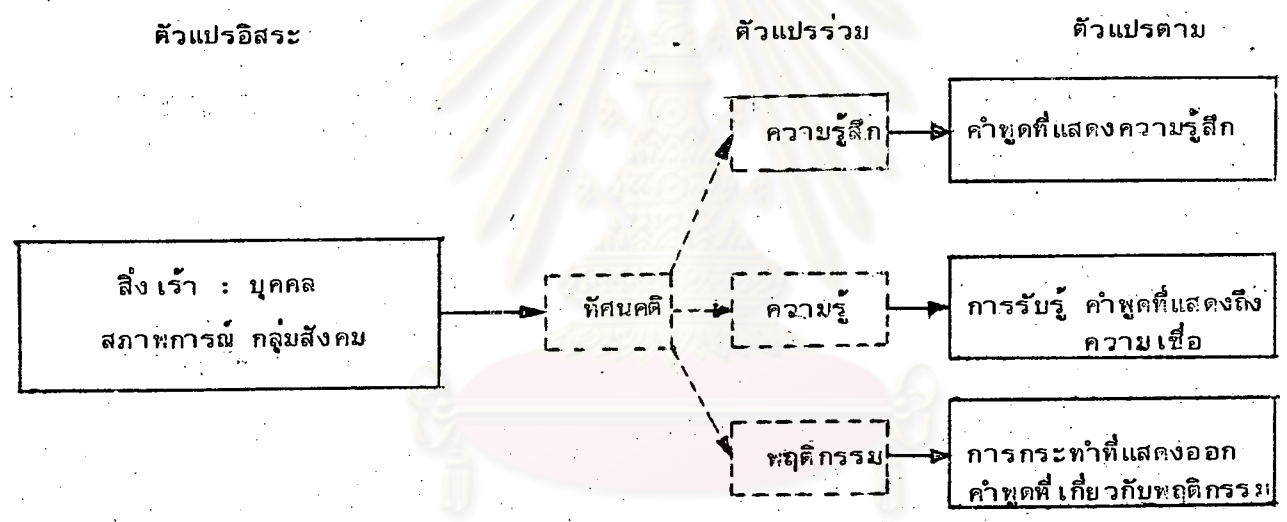 ตัวแปรอิสระ ตัวแปรร่วม ตัวแปรตาม
ความรู้สึก คำพูดที่แสดงความรู้สึก
สิ่งเร้า : บุคคล
สภาพการณ์ กลุ่มสังคม
ทัศนคติ ความรู้ การรับรู้ คำพูดที่แสดงถึง
ความเชื่อ
พฤติกรรม การกระทำที่แสดงออก
คำพูดที่เกี่ยวกับพฤติกรรม